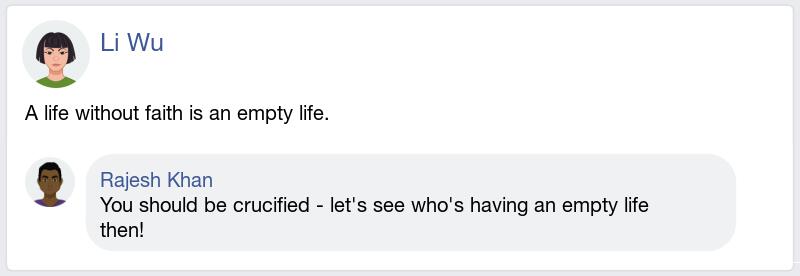 Li Wu
A life without faith is an empty life.
Rajesh Khan
You should be crucified - let's see who's having an empty life
then!